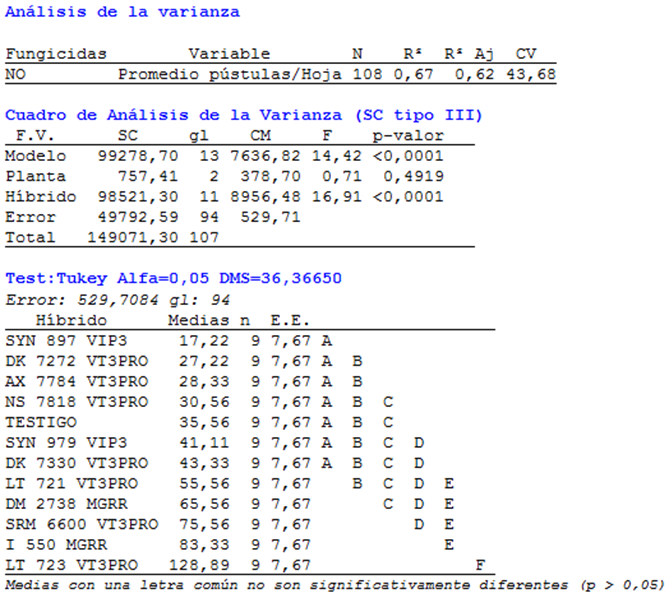 Análisis de la varianza
Fungicidas Variable N R² R² Aj CV
NO Promedio pústulas/Hoja 108 0,67 0,62 43,68
Cuadro de Análisis de la Varianza (SC tipo III)
F.V. SC gl CM F p-valor
Modelo 99278,70 13 7636,82 14,42 <0,0001
Planta 757,41 2 378,70 0,71 0,4919
Híbrido 98521,30 11 8956,48 16,91 <0,0001
Error 49792,59 94 529,71
Total 149071,30 107
Test:Tukey Alfa=0,05 DMS=36,36650
Error: 529,7084 gl: 94
Híbrido Medias n E.E.
SYN 897 VIP3 17,22 9 7,67 A
DK 7272 VT3PRO 27,22 9 7,67 A B
AX 7784 VT3PRO 28,33 9 7,67 A B
NS 7818 VT3PRO 30,56 9 7,67 A B C
TESTIGO 35,56 9 7,67 A B C
SYN 979 VIP3 41,11 9 7,67 A B C D
DK 7330 VT3PRO 43,33 9 7,67 A B C D
LT 721 VT3PRO 55,56 9 7,67 B C D E
DM 2738 MGRR 65,56 9 7,67 C D E
SRM 6600 VT3PRO 75,56 9 7,67 D E
I 550 MGRR 83,33 9 7,67 E
LT 723 VT3PRO 128,89 9 7,67 F
Medias con una letra común no son significativamente diferentes (p > 0,05)